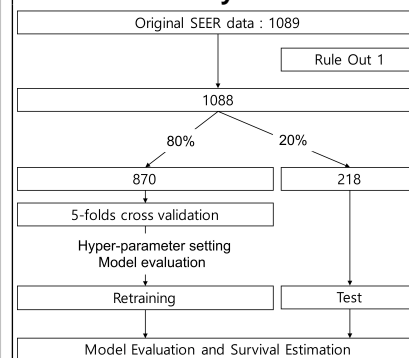 Original SEER data : 1089
Rule Out 1
1088
80%
20%
870
218
5-folds cross validation
Hyper-parameter setting
Model evaluation
Retraining
Test
Model Evaluation and Survival Estimation